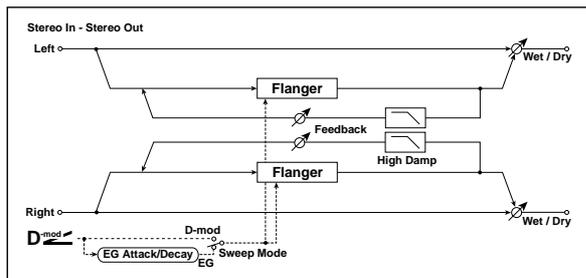 Stereo In - Stereo Out
Left
Wet / Dry
Flanger
Feedback
High Damp
Flanger
Right
Wet / Dry
D-mod
D-mod
EG Attack/Decay
EG
Sweep Mode